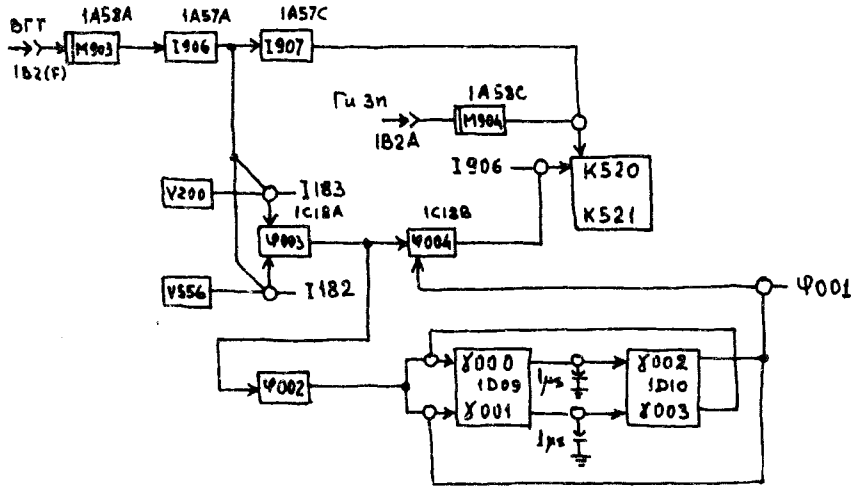 ВГТ
1A58A
1A57A
1A57C
M903
I906
I907
1B2(F)
Ги Зп
1A58C
M904
1B2A
I906
K520
K521
V200
I183
1C18A
1C18B
Ψ003
Ψ004
V556
I182
Ψ001
Ψ002
γ000
1D09
γ001
1μs
γ002
1D10
γ003
1μs